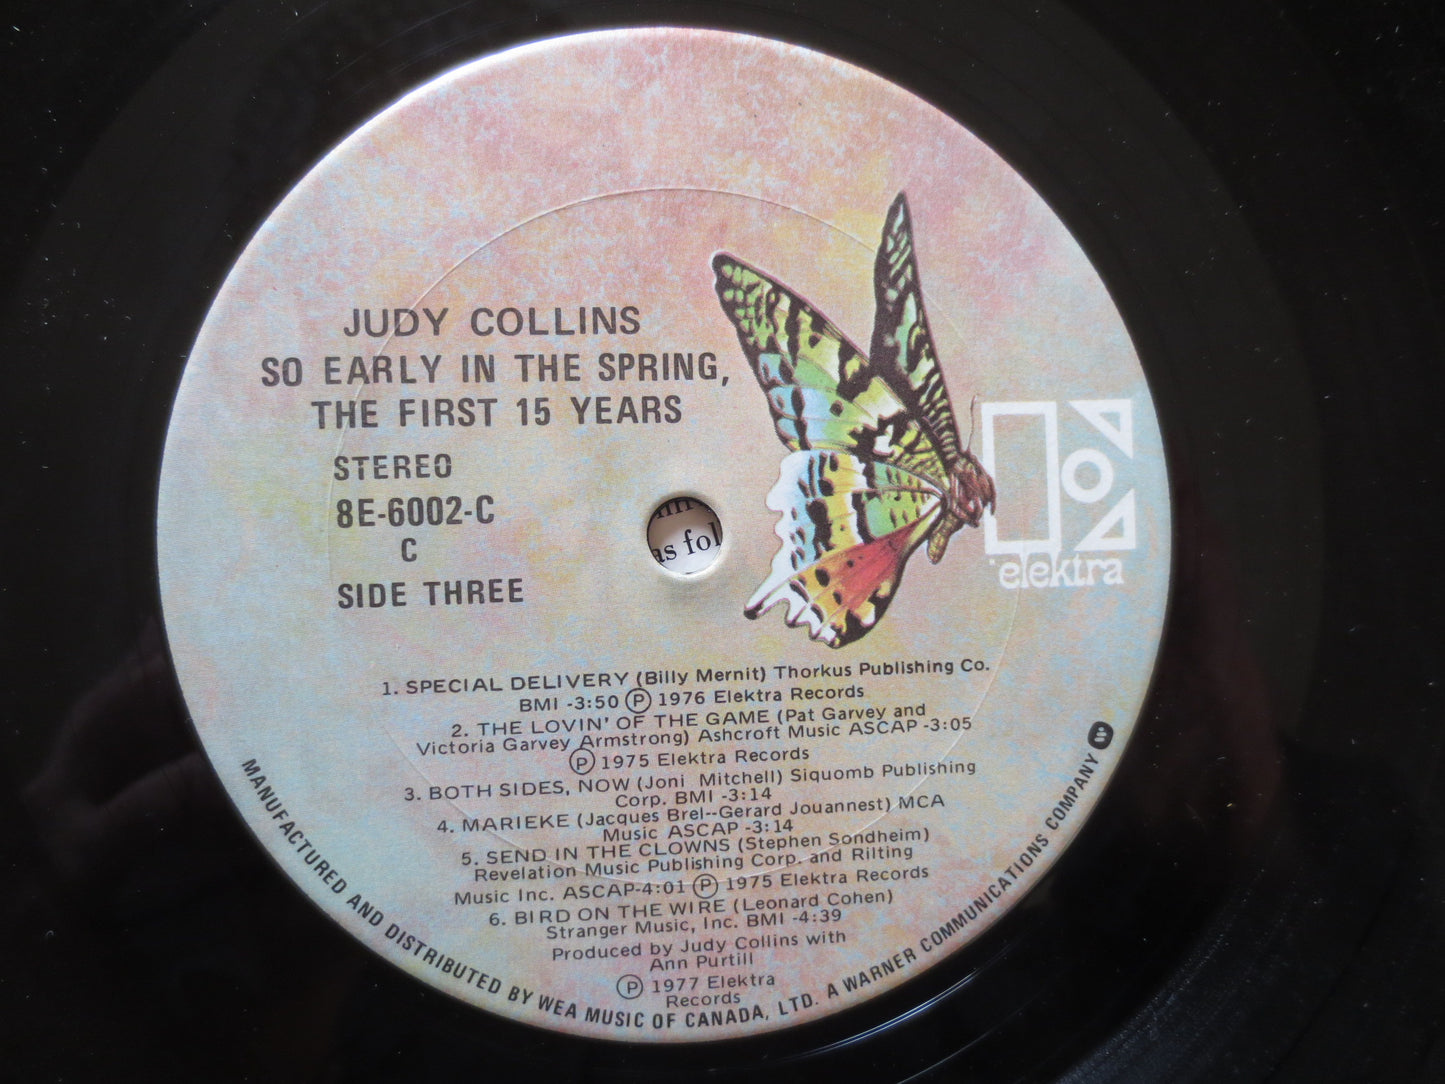 JUDY COLLINS
SO EARLY IN THE SPRING,
THE FIRST 15 YEARS
STEREO
8E-6002-C
C
SIDE THREE
as fol
elektra
1. SPECIAL DELIVERY (Billy Mernit) Thorkus Publishing Co.
BMI -3:50 Ⓟ 1976 Elektra Records
2. THE LOVIN' OF THE GAME (Pat Garvey and
Victoria Garvey Armstrong) Ashcroft Music ASCAP -3:05
Ⓟ 1975 Elektra Records
3. BOTH SIDES, NOW (Joni Mitchell) Siquomb Publishing
Corp. BMI -3:14
4. MARIEKE (Jacques Brel--Gerard Jouannest) MCA
Music ASCAP -3:14
5. SEND IN THE CLOWNS (Stephen Sondheim)
Revelation Music Publishing Corp. and Rilting
Music Inc. ASCAP-4:01 Ⓟ 1975 Elektra Records
6. BIRD ON THE WIRE (Leonard Cohen)
Stranger Music, Inc. BMI -4:39
Produced by Judy Collins with
Ann Purtill
Ⓟ 1977 Elektra
Records
MANUFACTURED AND DISTRIBUTED BY WEA MUSIC OF CANADA, LTD. A WARNER COMMUNICATIONS COMPANY